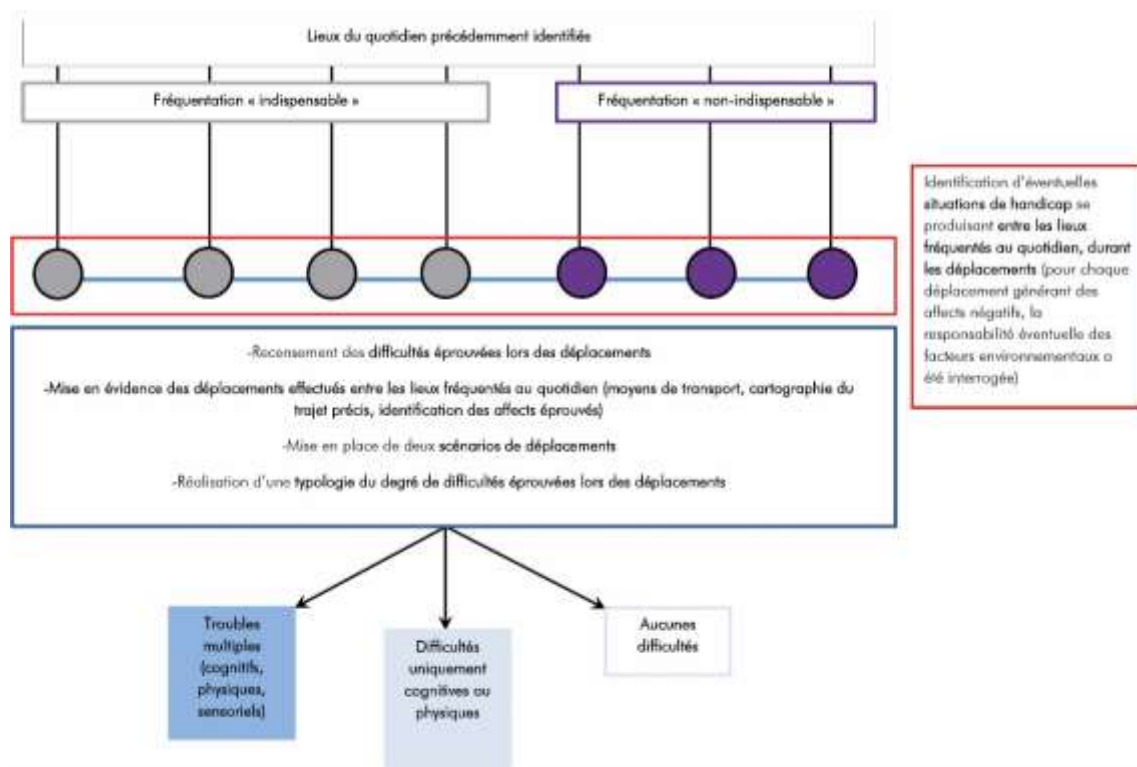 Lieux du quotidien précédemment identifiés
Fréquentation « indispensable »
Fréquentation « non-indispensable »
Identification d'éventuelles
situations de handicap se
produisant entre les lieux
fréquentés au quotidien, durant
les déplacements (pour chaque
déplacement générant des
affects négatifs, la
responsabilité éventuelle des
facteurs environnementaux a
été interrogée)
-Recensement des difficultés éprouvées lors des déplacements
-Mise en évidence des déplacements effectués entre les lieux fréquentés au quotidien (moyens de transport, cartographie du
trajet précis, identification des affects éprouvés)
-Mise en place de deux scénarios de déplacements
-Réalisation d'une typologie du degré de difficultés éprouvées lors des déplacements
Troubles
multiples
(cognitifs,
physiques,
sensoriels)
Difficultés
uniquement
cognitives ou
physiques
Aucunes
difficultés